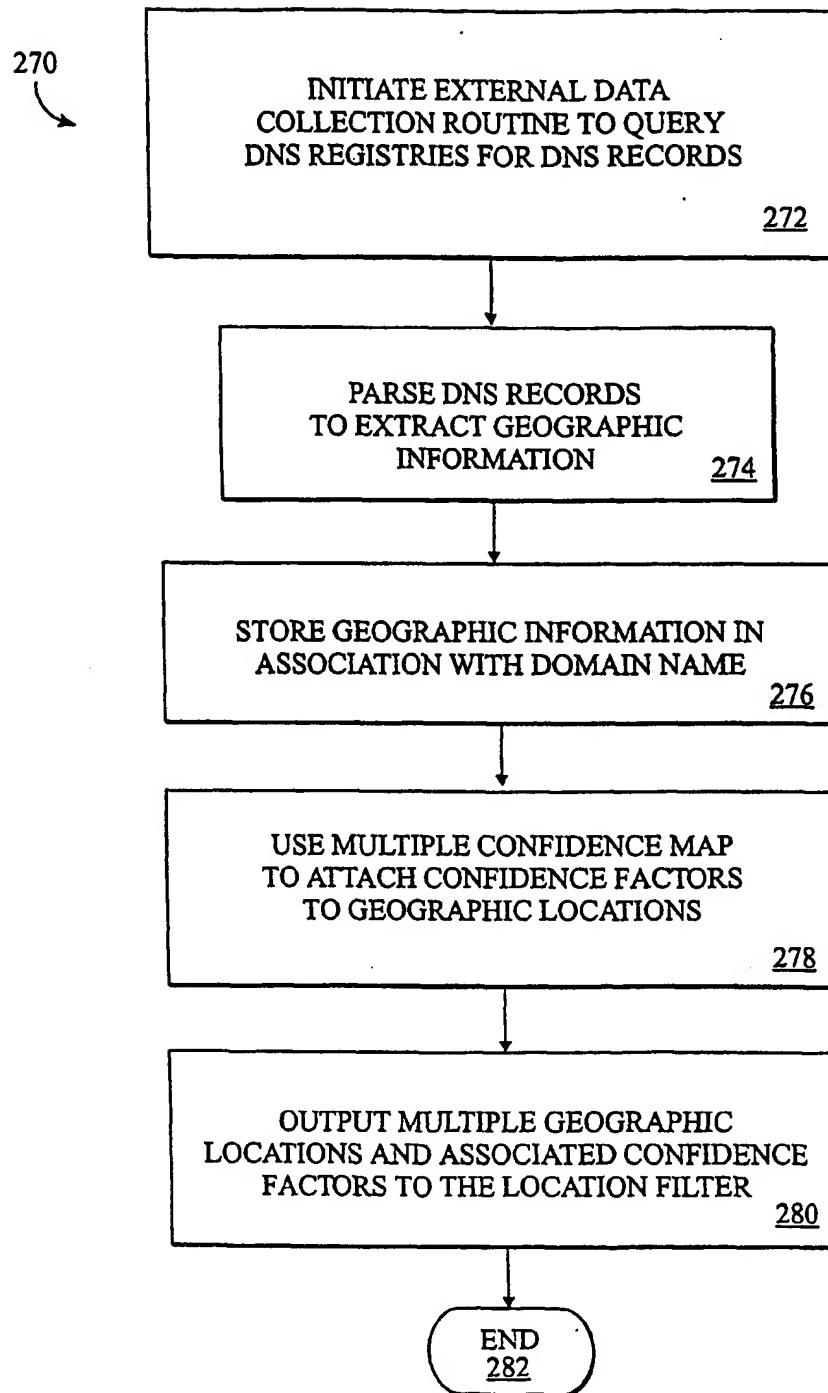 270
INITIATE EXTERNAL DATA
COLLECTION ROUTINE TO QUERY
DNS REGISTRIES FOR DNS RECORDS
272
PARSE DNS RECORDS
TO EXTRACT GEOGRAPHIC
INFORMATION
274
STORE GEOGRAPHIC INFORMATION IN
ASSOCIATION WITH DOMAIN NAME
276
USE MULTIPLE CONFIDENCE MAP
TO ATTACH CONFIDENCE FACTORS
TO GEOGRAPHIC LOCATIONS
278
OUTPUT MULTIPLE GEOGRAPHIC
LOCATIONS AND ASSOCIATED CONFIDENCE
FACTORS TO THE LOCATION FILTER
280
END
282